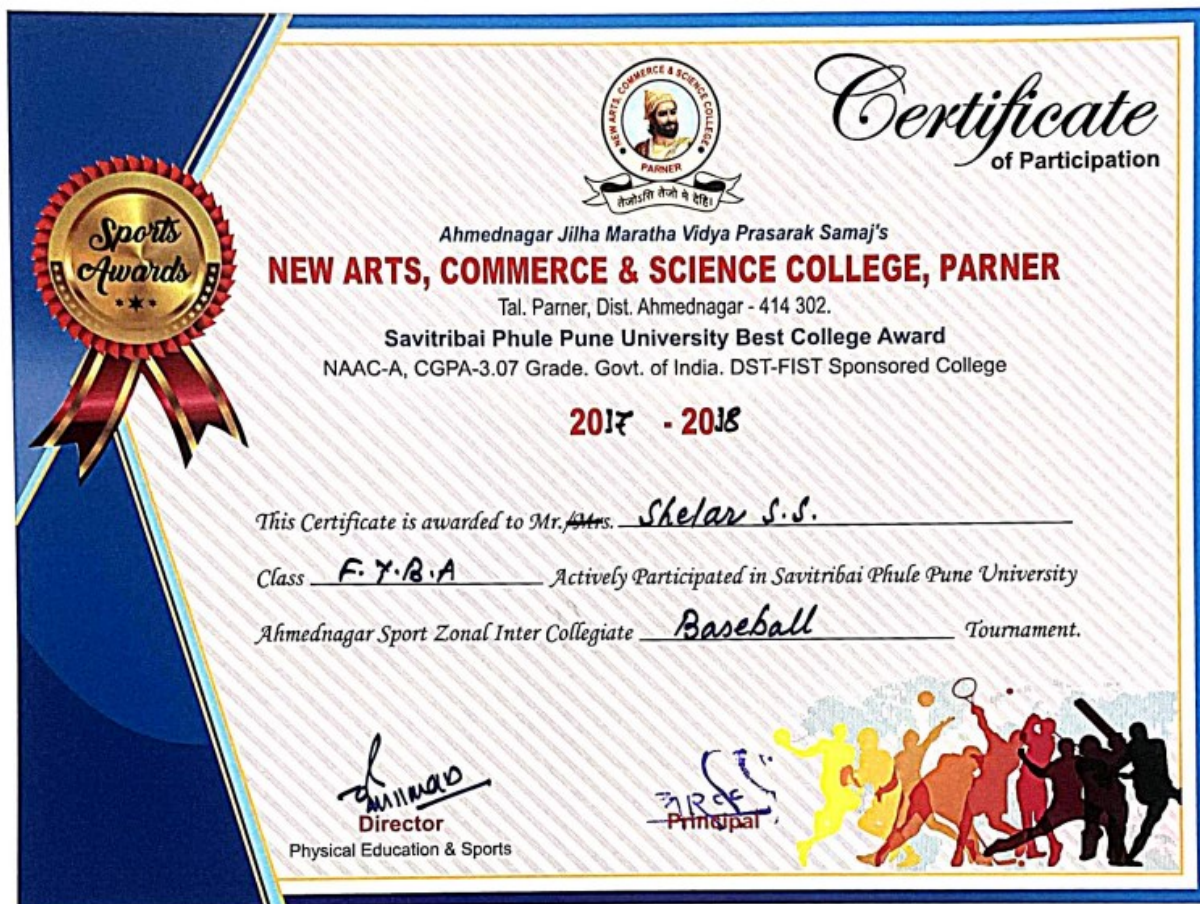 NEW ARTS, COMMERCE & SCIENCE COLLEGE
PARNER
तेजोऽसि तेजो मे देहि।
Certificate
of Participation
Sports
Awards
Ahmednagar Jilha Maratha Vidya Prasarak Samaj's
NEW ARTS, COMMERCE & SCIENCE COLLEGE, PARNER
Tal. Parner, Dist. Ahmednagar - 414 302.
Savitribai Phule Pune University Best College Award
NAAC-A, CGPA-3.07 Grade. Govt. of India. DST-FIST Sponsored College
2017 - 2018
This Certificate is awarded to Mr./Mrs. Shelar S.S.
Class F.Y.B.A Actively Participated in Savitribai Phule Pune University
Ahmednagar Sport Zonal Inter Collegiate Baseball Tournament.
Director
Physical Education & Sports
Principal